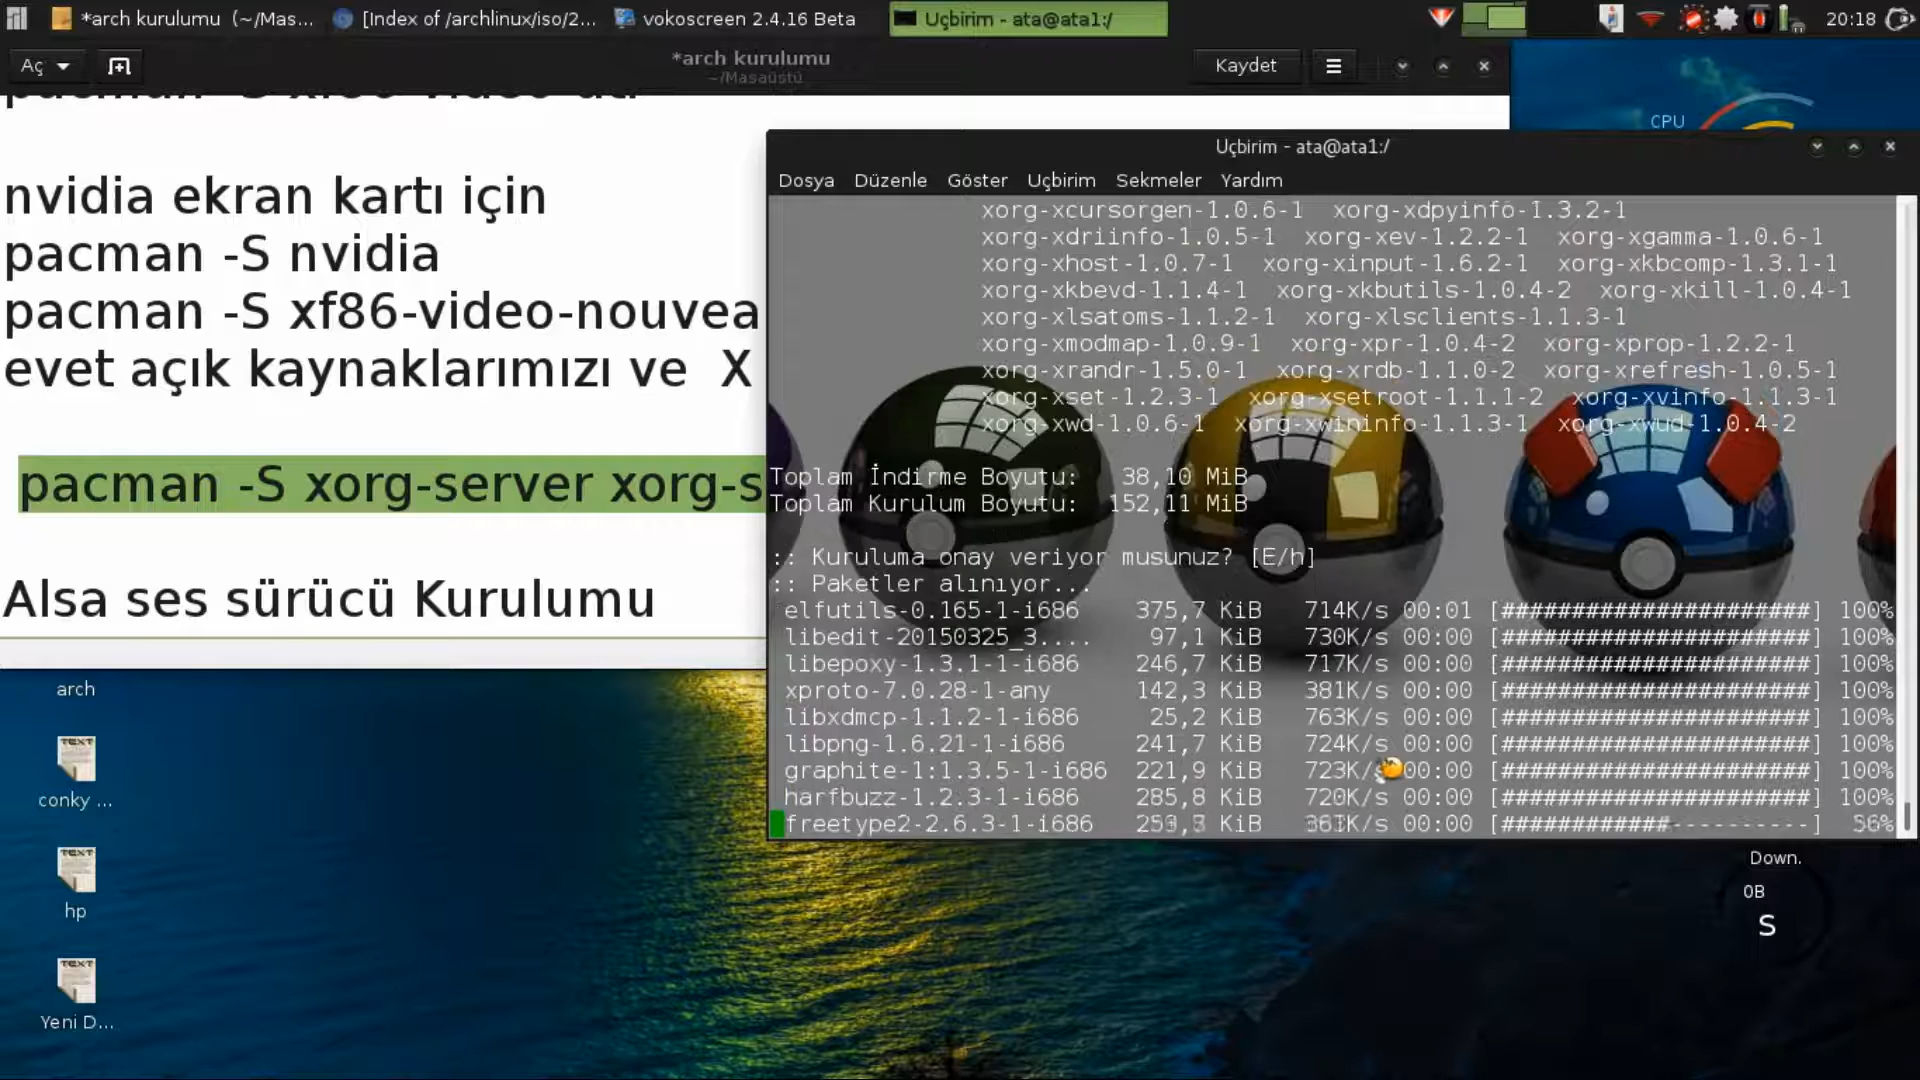 *arch kurulumu (~/Mas...
[Index of /archlinux/iso/2...
vokoscreen 2.4.16 Beta
Uçbirim - ata@ata1:/
20:18
Aç
*arch kurulumu
~/Masaüstü
Kaydet
nvidia ekran kartı için
pacman -S nvidia
pacman -S xf86-video-nouvea
evet açık kaynaklarımızı ve X
pacman -S xorg-server xorg-s
Alsa ses sürücü Kurulumu
CPU
Uçbirim - ata@ata1:/
Dosya Düzenle Göster Uçbirim Sekmeler Yardım
xorg-xcursorgen-1.0.6-1 xorg-xdpyinfo-1.3.2-1
xorg-xdriinfo-1.0.5-1 xorg-xev-1.2.2-1 xorg-xgamma-1.0.6-1
xorg-xhost-1.0.7-1 xorg-xinput-1.6.2-1 xorg-xkbcomp-1.3.1-1
xorg-xkbevd-1.1.4-1 xorg-xkbutils-1.0.4-2 xorg-xkill-1.0.4-1
xorg-xlsatoms-1.1.2-1 xorg-xlsclients-1.1.3-1
xorg-xmodmap-1.0.9-1 xorg-xpr-1.0.4-2 xorg-xprop-1.2.2-1
xorg-xrandr-1.5.0-1 xorg-xrdb-1.1.0-2 xorg-xrefresh-1.0.5-1
xorg-xset-1.2.3-1 xorg-xsetroot-1.1.1-2 xorg-xvinfo-1.1.3-1
xorg-xwd-1.0.6-1 xorg-xwininfo-1.1.3-1 xorg-xwud-1.0.4-2
Toplam İndirme Boyutu: 38,10 MiB
Toplam Kurulum Boyutu: 152,11 MiB
:: Kuruluma onay veriyor musunuz? [E/h]
:: Paketler alınıyor...
elfutils-0.165-1-i686 375,7 KiB 714K/s 00:01 [######################] 100%
libedit-20150325_3.... 97,1 KiB 730K/s 00:00 [######################] 100%
libepoxy-1.3.1-1-i686 246,7 KiB 717K/s 00:00 [######################] 100%
xproto-7.0.28-1-any 142,3 KiB 381K/s 00:00 [######################] 100%
libxdmcp-1.1.2-1-i686 25,2 KiB 763K/s 00:00 [######################] 100%
libpng-1.6.21-1-i686 241,7 KiB 724K/s 00:00 [######################] 100%
graphite-1:1.3.5-1-i686 221,9 KiB 723K/s 00:00 [######################] 100%
harfbuzz-1.2.3-1-i686 285,8 KiB 720K/s 00:00 [######################] 100%
freetype2-2.6.3-1-i686 KiB 00:00 [############----------]
arch
conky ...
hp
Yeni D...
Down.
0B
S